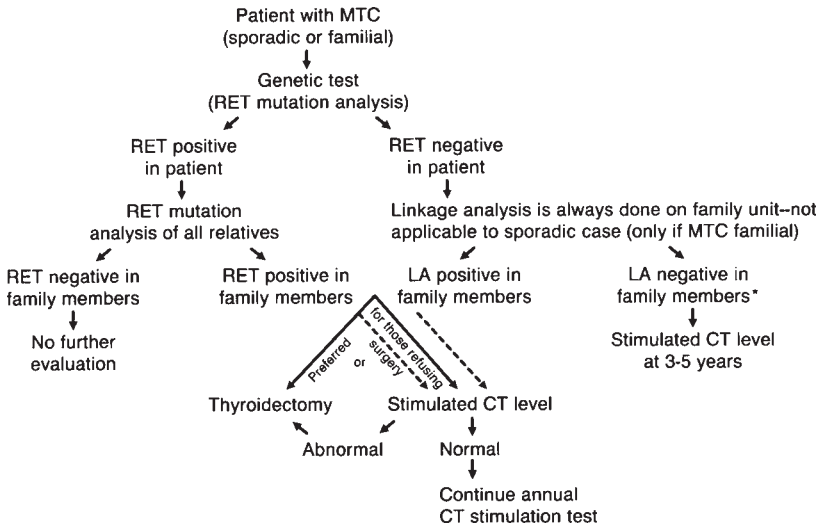 Patient with MTC
(sporadic or familial)
Genetic test
(RET mutation analysis)
RET positive
in patient
RET negative
in patient
RET mutation
analysis of all relatives
Linkage analysis is always done on family unit--not
applicable to sporadic case (only if MTC familial)
RET negative in
family members
RET positive in
family members
LA positive in
family members
LA negative in
family members*
No further
evaluation
Stimulated CT level
at 3-5 years
Preferred
or
for those refusing
surgery
Thyroidectomy
Stimulated CT level
Abnormal
Normal
Continue annual
CT stimulation test